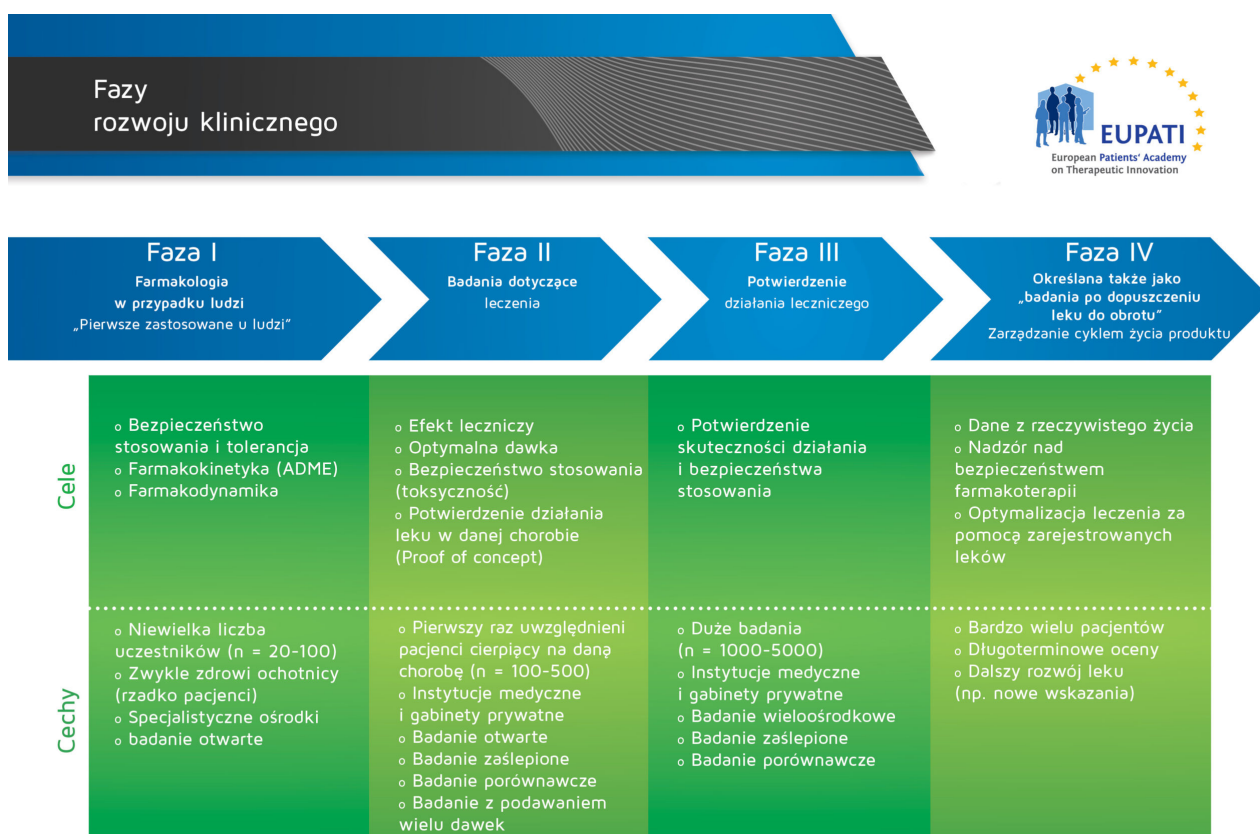 Fazy
rozwoju klinicznego
EUPATI
European Patients' Academy
on Therapeutic Innovation
Faza I
Farmakologia
w przypadku ludzi
„Pierwsze zastosowane u ludzi”
Faza II
Badania dotyczące
leczenia
Faza III
Potwierdzenie
działania leczniczego
Faza IV
Określana także jako
„badania po dopuszczeniu
leku do obrotu”
Zarządzanie cyklem życia produktu
Cele
o Bezpieczeństwo
stosowania i tolerancja
o Farmakokinetyka (ADME)
o Farmakodynamika
o Efekt leczniczy
o Optymalna dawka
o Bezpieczeństwo stosowania
(toksyczność)
o Potwierdzenie działania
leku w danej chorobie
(Proof of concept)
o Potwierdzenie
skuteczności działania
i bezpieczeństwa
stosowania
o Dane z rzeczywistego życia
o Nadzór nad
bezpieczeństwem
farmakoterapii
o Optymalizacja leczenia za
pomocą zarejestrowanych
leków
Cechy
o Niewielka liczba
uczestników (n = 20-100)
o Zwykle zdrowi ochotnicy
(rzadko pacjenci)
o Specjalistyczne ośrodki
o badanie otwarte
o Pierwszy raz uwzględnieni
pacjenci cierpiący na daną
chorobę (n = 100-500)
o Instytucje medyczne
i gabinety prywatne
o Badanie otwarte
o Badanie zaślepione
o Badanie porównawcze
o Badanie z podawaniem
wielu dawek
o Duże badania
(n = 1000-5000)
o Instytucje medyczne
i gabinety prywatne
o Badanie wieloośrodkowe
o Badanie zaślepione
o Badanie porównawcze
o Bardzo wielu pacjentów
o Długoterminowe oceny
o Dalszy rozwój leku
(np. nowe wskazania)